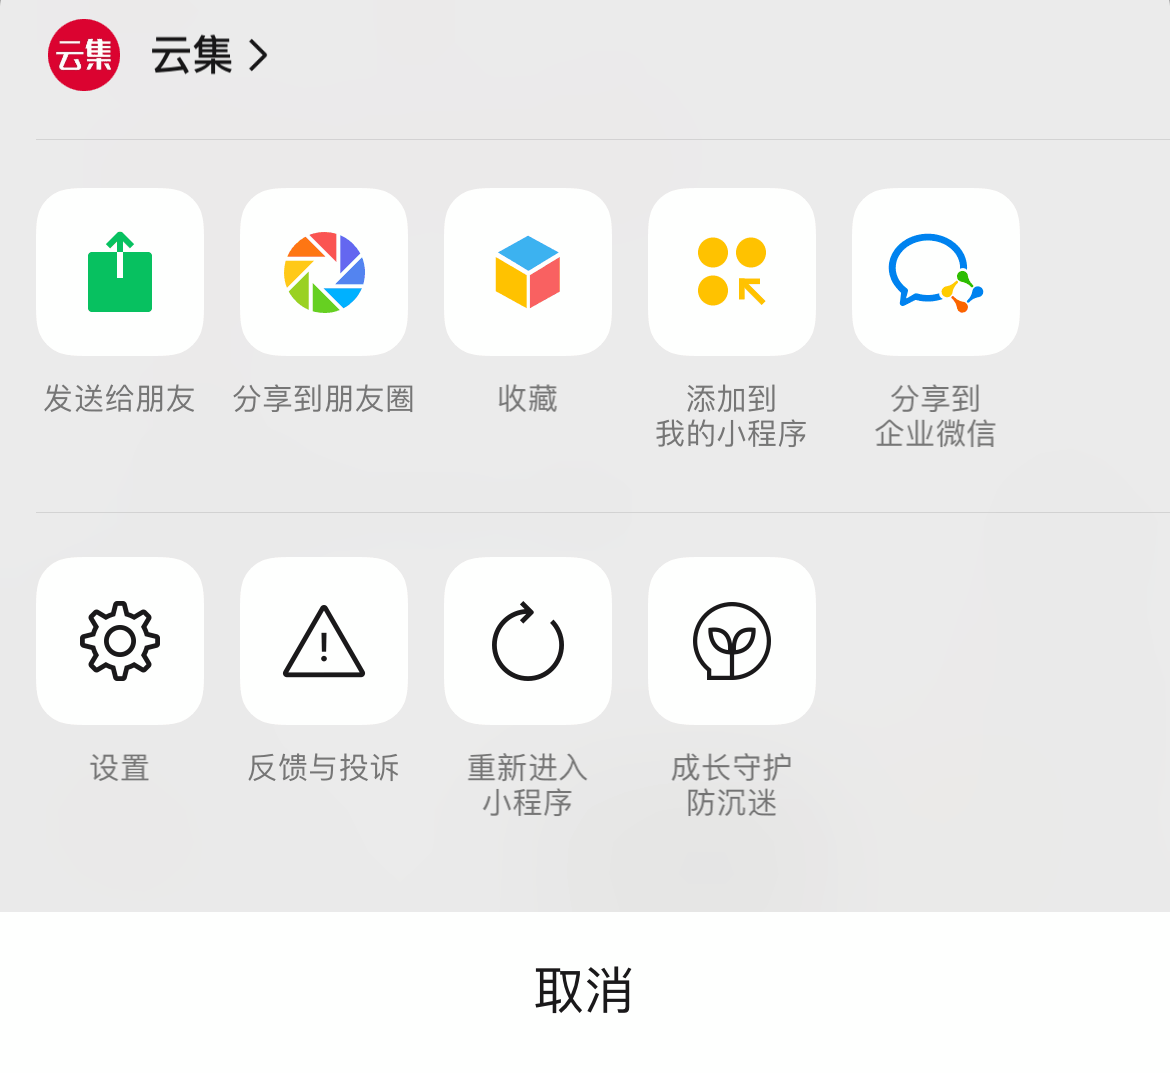 云集
云集
发送给朋友
分享到朋友圈
收藏
添加到
我的小程序
分享到
企业微信
设置
反馈与投诉
重新进入
小程序
成长守护
防沉迷
取消